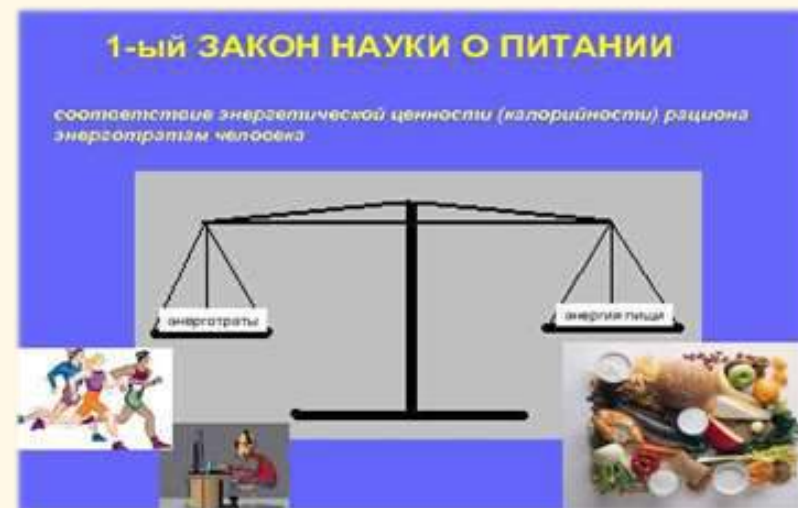 1-ый ЗАКОН НАУКИ О ПИТАНИИ
соответствие энергетической ценности (калорийности) рациона
энерготратам человека
энерготраты
энергия пищи